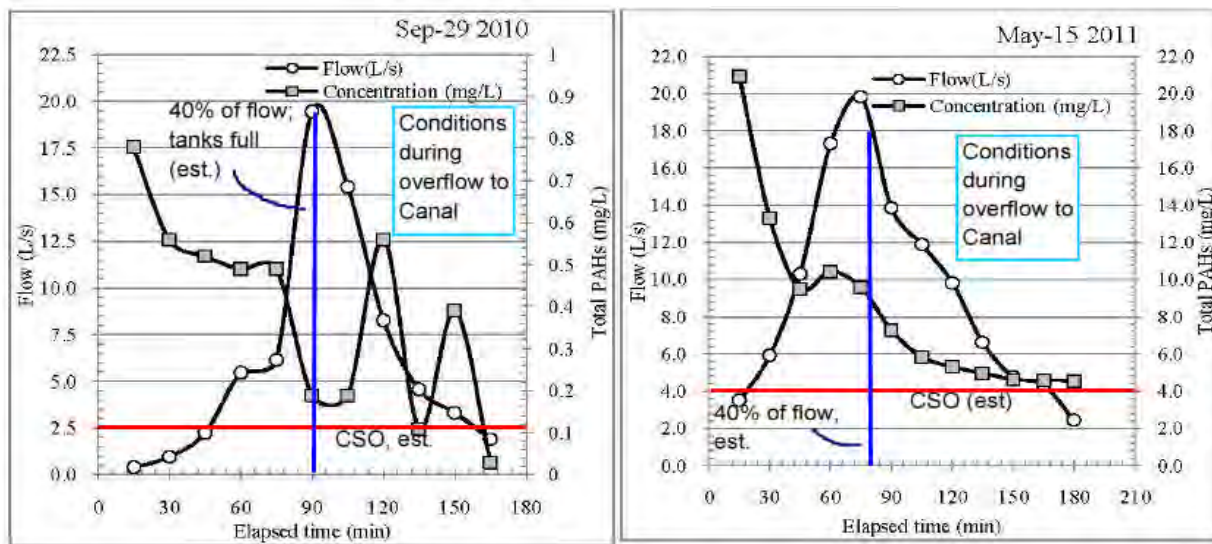 Sep-29 2010
22.5
20.0
17.5
15.0
12.5
10.0
7.5
5.0
2.5
0.0
Flow (L/s)
Flow(L/s)
Concentration (mg/L)
40% of flow;
tanks full
(est.)
Conditions
during
overflow to
Canal
CSO, est.
1
0.9
0.8
0.7
0.6
0.5
0.4
0.3
0.2
0.1
0
Total PAHs (mg/L)
0 30 60 90 120 150 180
Elapsed time (min)
May-15 2011
22.0
20.0
18.0
16.0
14.0
12.0
10.0
8.0
6.0
4.0
2.0
0.0
Flow (L/s)
Flow(L/s)
Concentration (mg/L)
Conditions
during
overflow to
Canal
CSO (est)
40% of flow,
est.
22.0
20.0
18.0
16.0
14.0
12.0
10.0
8.0
6.0
4.0
2.0
0.0
Total PAHs (mg/L)
0 30 60 90 120 150 180 210
Elapsed time (min)